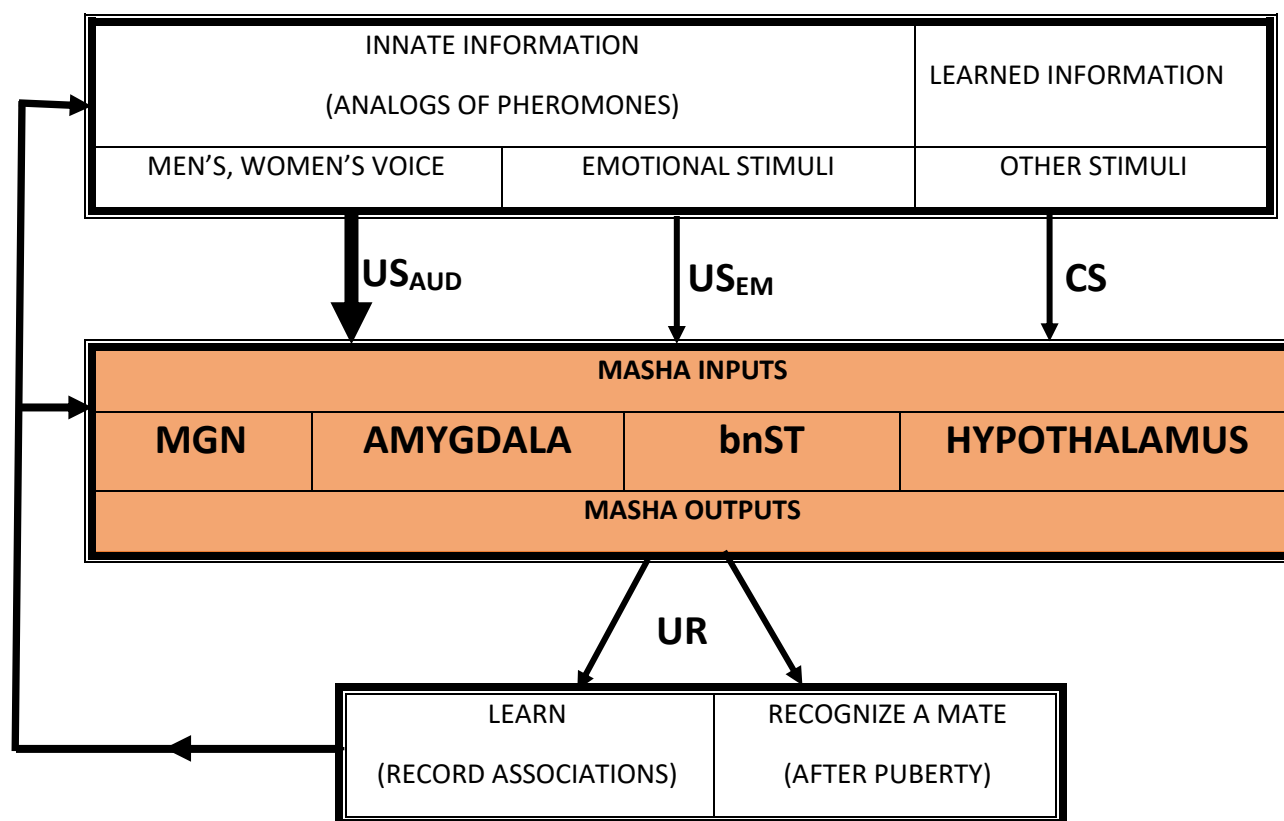 INNATE INFORMATION
(ANALOGS OF PHEROMONES)
LEARNED INFORMATION
MEN’S, WOMEN’S VOICE
EMOTIONAL STIMULI
OTHER STIMULI
USAUD
USEM
CS
MASHA INPUTS
MGN
AMYGDALA
bnST
HYPOTHALAMUS
MASHA OUTPUTS
UR
LEARN
(RECORD ASSOCIATIONS)
RECOGNIZE A MATE
(AFTER PUBERTY)